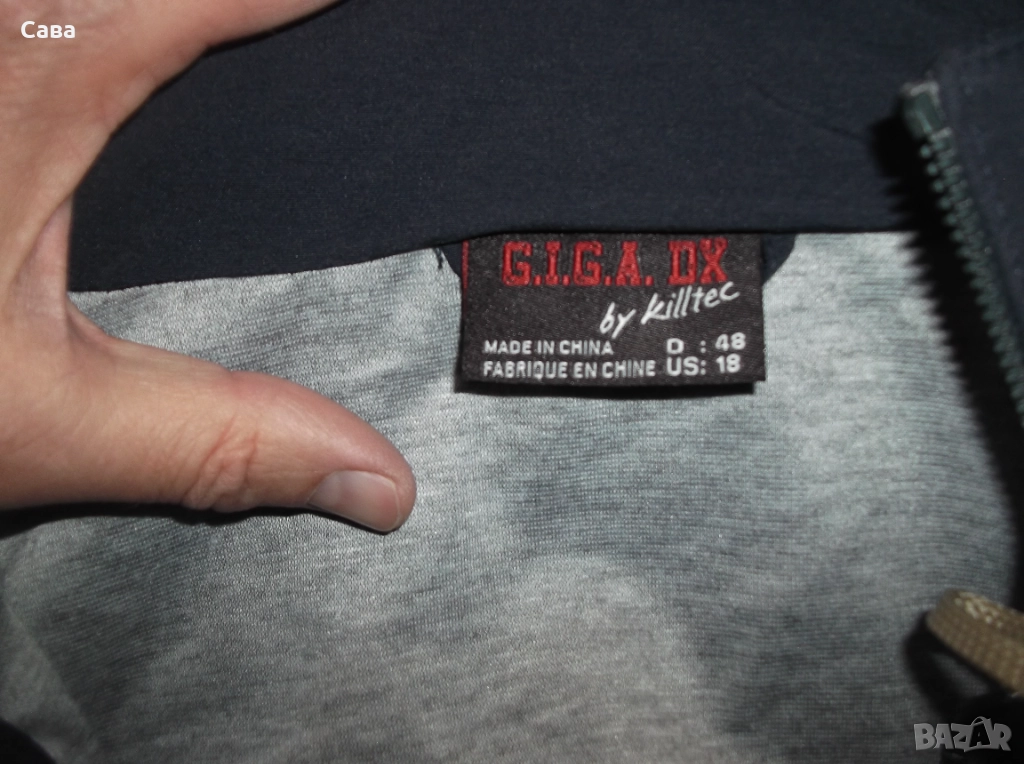 Сава
G.I.G.A. DX
by killtec
MADE IN CHINA D : 48
FABRIQUE EN CHINE US: 18
BAZAR